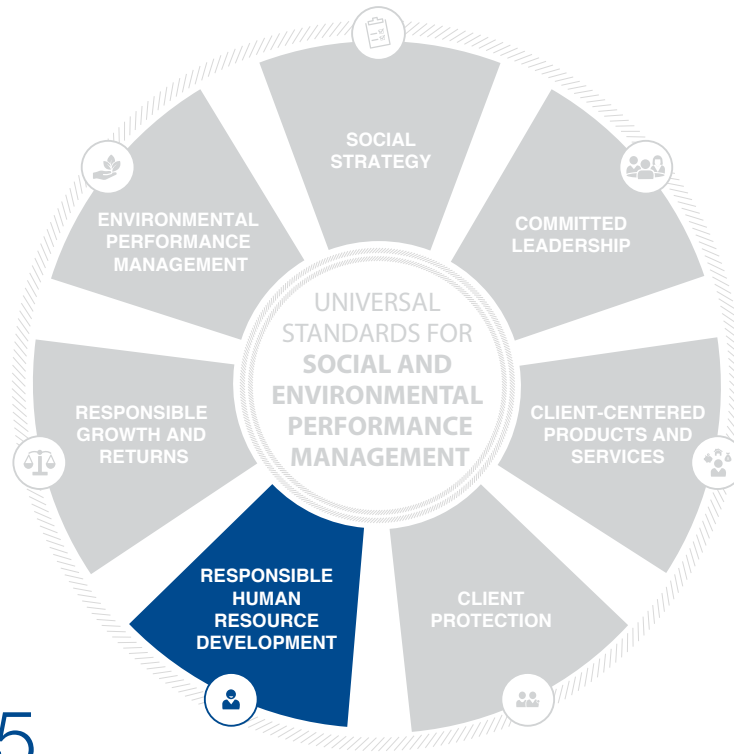 SOCIAL
STRATEGY
COMMITTED
LEADERSHIP
CLIENT-CENTERED
PRODUCTS AND
SERVICES
CLIENT
PROTECTION
RESPONSIBLE
HUMAN
RESOURCE
DEVELOPMENT
RESPONSIBLE
GROWTH AND
RETURNS
ENVIRONMENTAL
PERFORMANCE
MANAGEMENT
UNIVERSAL
STANDARDS FOR
SOCIAL AND
ENVIRONMENTAL
PERFORMANCE
MANAGEMENT
5